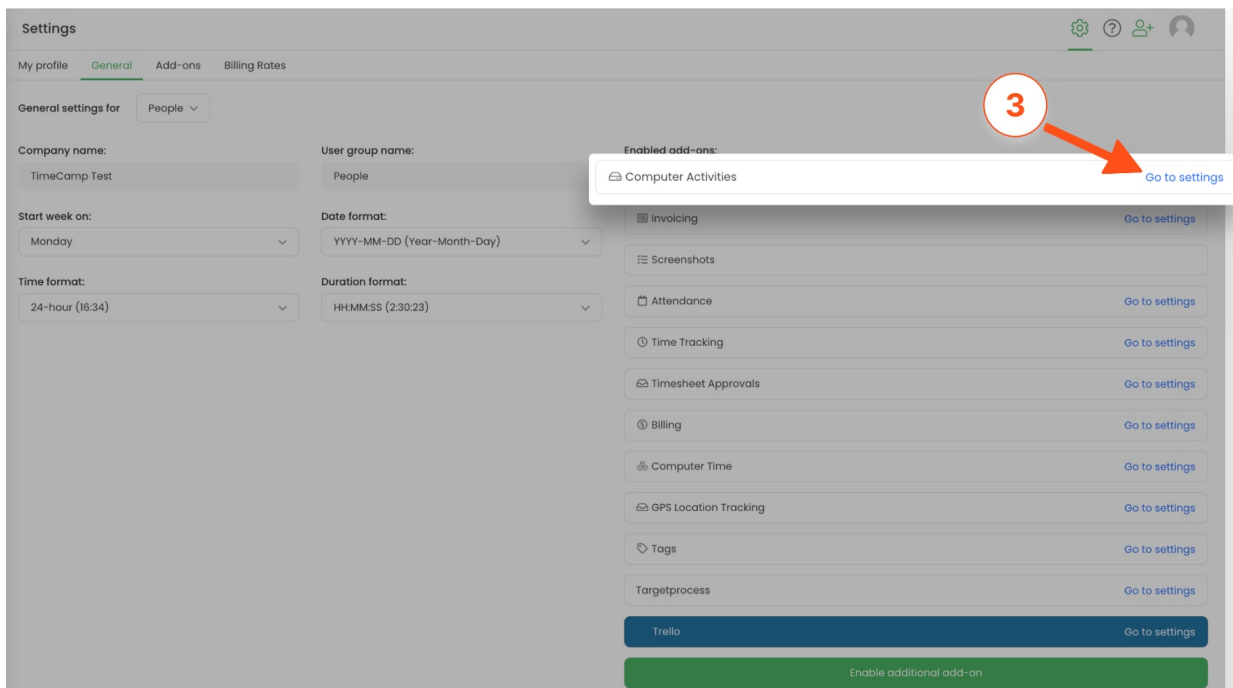 Settings
My profile General Add-ons Billing Rates
General settings for People
3
Company name:
TimeCamp Test
User group name:
People
Enabled add-ons:
Computer Activities Go to settings
Start week on:
Monday
Date format:
YYYY-MM-DD (Year-Month-Day)
Time format:
24-hour (16:34)
Duration format:
HH:MM:SS (2:30:23)
Invoicing Go to settings
Screenshots
Attendance Go to settings
Time Tracking Go to settings
Timesheet Approvals Go to settings
Billing Go to settings
Computer Time Go to settings
GPS Location Tracking Go to settings
Tags Go to settings
Targetprocess Go to settings
Trello Go to settings
Enable additional add-on